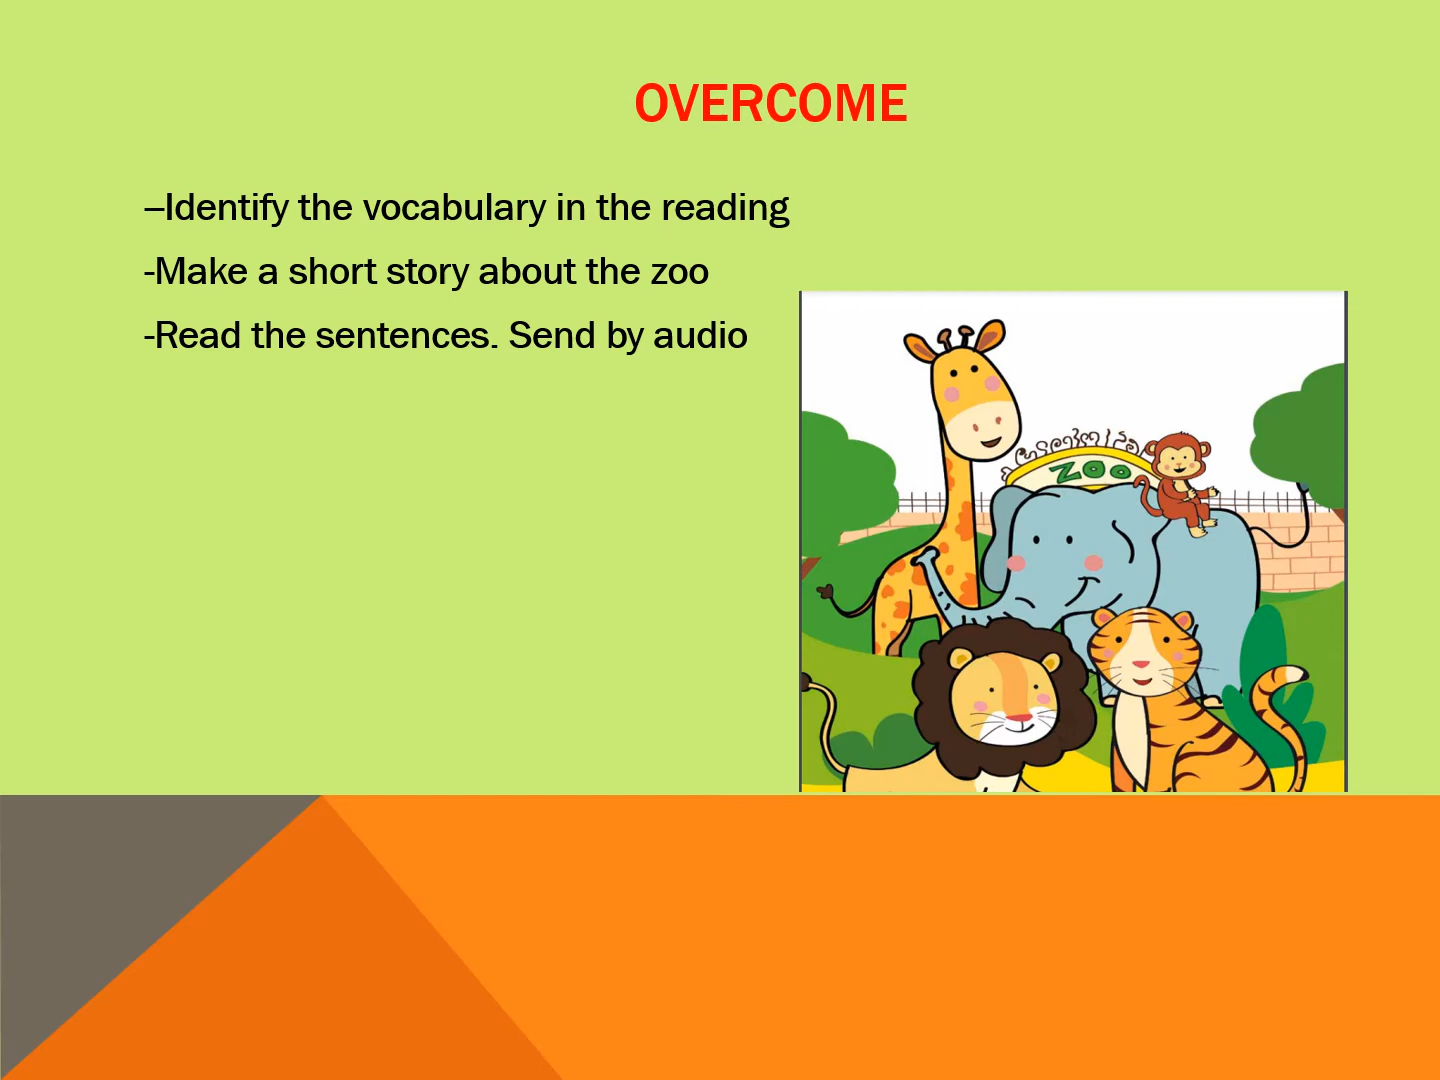 OVERCOME
–Identify the vocabulary in the reading
-Make a short story about the zoo
-Read the sentences. Send by audio
ZOO